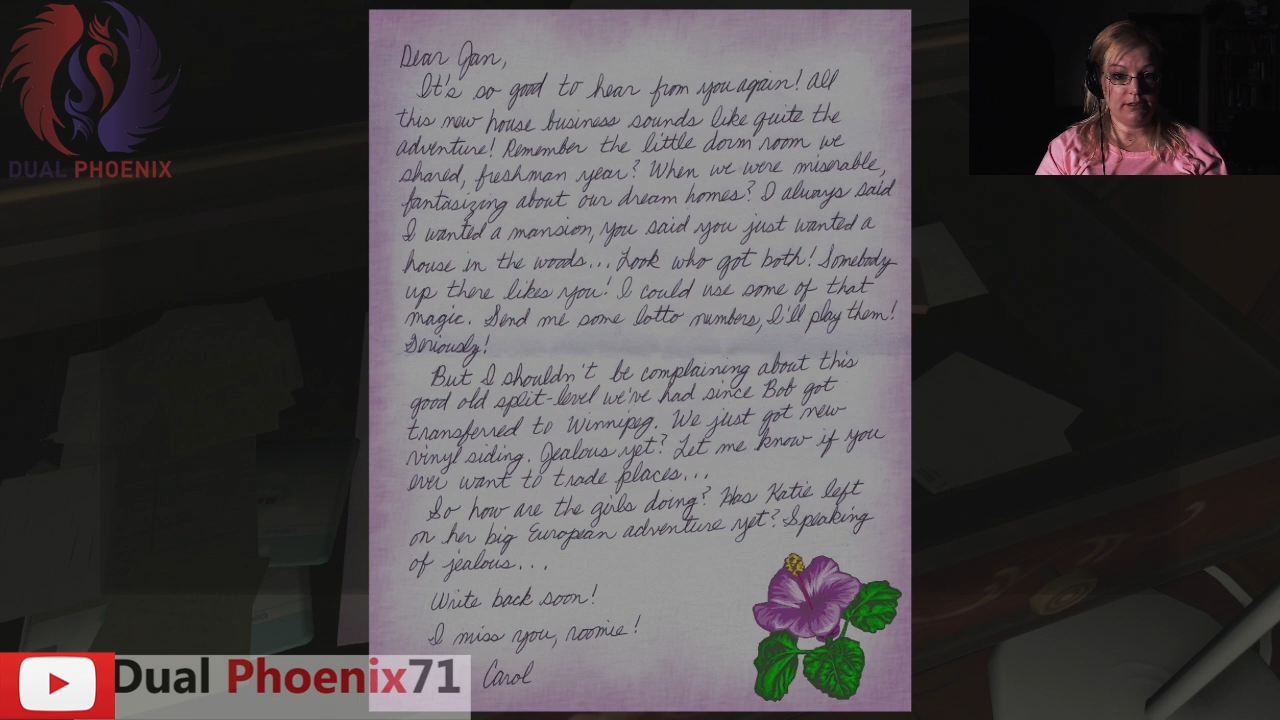 DUAL PHOENIX
Dear Jan,
It's so good to hear from you again! All
this new house business sounds like quite the
adventure! Remember the little dorm room we
shared, freshman year? When we were miserable,
fantasizing about our dream homes? I always said
I wanted a mansion, you said you just wanted a
house in the woods... Look who got both! Somebody
up there likes you! I could use some of that
magic. Send me some lotto numbers, I'll play them!
Seriously!
But I shouldn't be complaining about this
good old split-level we've had since Bob got
transferred to Winnipeg. We just got new
vinyl siding. Jealous yet? Let me know if you
ever want to trade places...
So how are the girls doing? Has Katie left
on her big European adventure yet? Speaking
of jealous...
Write back soon!
I miss you, roomie!
Carol
Dual Phoenix71